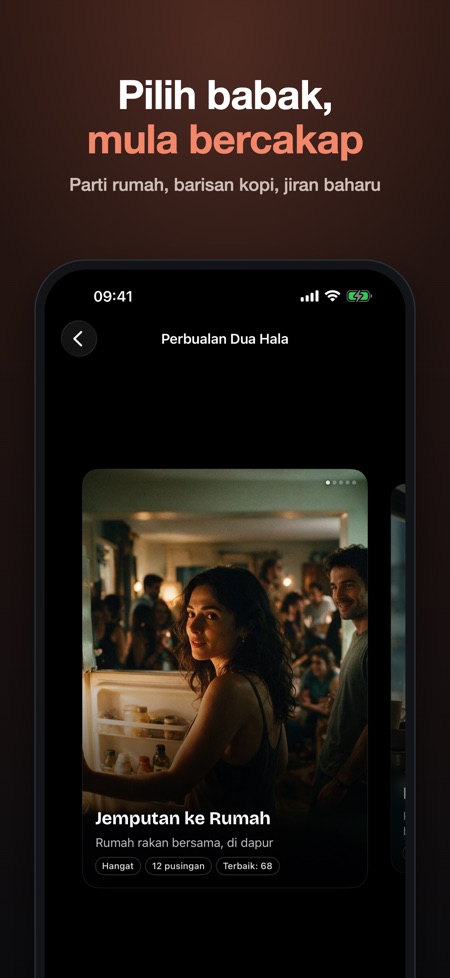 Pilih babak,
mula bercakap
Parti rumah, barisan kopi, jiran baharu
09:41
Perbualan Dua Hala
Jemputan ke Rumah
Rumah rakan bersama, di dapur
Hangat
12 pusingan
Terbaik: 68